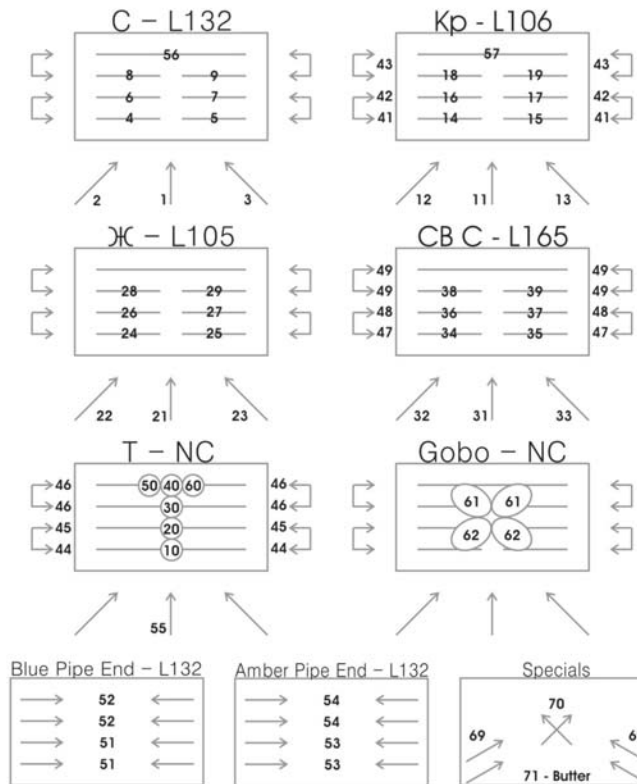 С – L132
Кр - L106
56
57
8 9
43 18 19 43
6 7
42 16 17 42
4 5
41 14 15 41
2 1 3
12 11 13
Ж – L105
СВ С - L165
49 49
28 29
49 38 39 49
26 27
48 36 37 48
24 25
47 34 35 47
22 21 23
32 31 33
Т – NC
Gobo – NC
46 50 40 60 46
46 30 46
61 61
45 20 45
62 62
44 10 44
55
Blue Pipe End – L132
Amber Pipe End – L132
Specials
52
52
51
51
54
54
53
53
70
69
71 - Butter